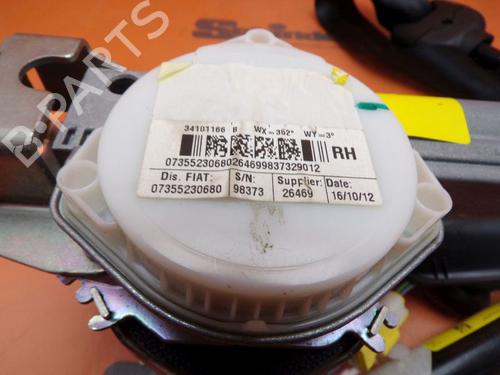 B-PARTS
34101166 B WX=352° WY=3°
RH
07355230680264699837329012
Dis. FIAT: S/N: Supplier: Date:
07355230680 98373 26469 16/10/12